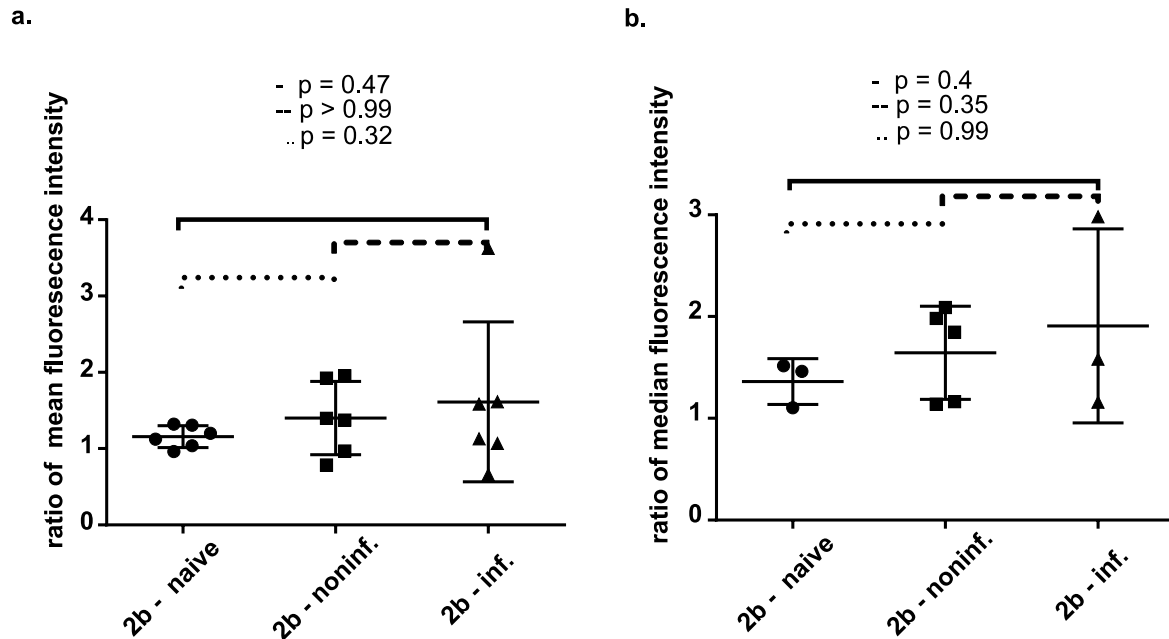 a.
- p = 0.47
-- p > 0.99
.. p = 0.32
ratio of mean fluoresecence intensity
4
3
2
1
0
2b - naive
2b - noninf.
2b - inf.
b.
- p = 0.4
-- p = 0.35
.. p = 0.99
ratio of median fluorescence intensity
3
2
1
0
2b - naive
2b - noninf.
2b - inf.